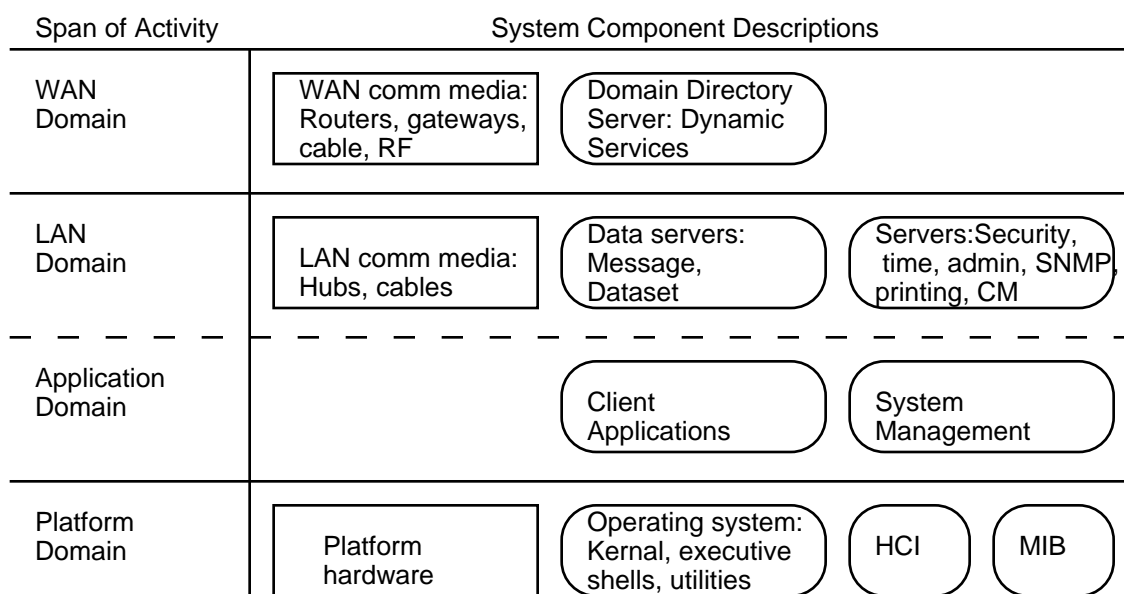 Span of Activity
System Component Descriptions
WAN
Domain
WAN comm media:
Routers, gateways,
cable, RF
Domain Directory
Server: Dynamic
Services
LAN
Domain
LAN comm media:
Hubs, cables
Data servers:
Message,
Dataset
Servers:Security,
time, admin, SNMP,
printing, CM
Application
Domain
Client
Applications
System
Management
Platform
Domain
Platform
hardware
Operating system:
Kernal, executive
shells, utilities
HCI
MIB